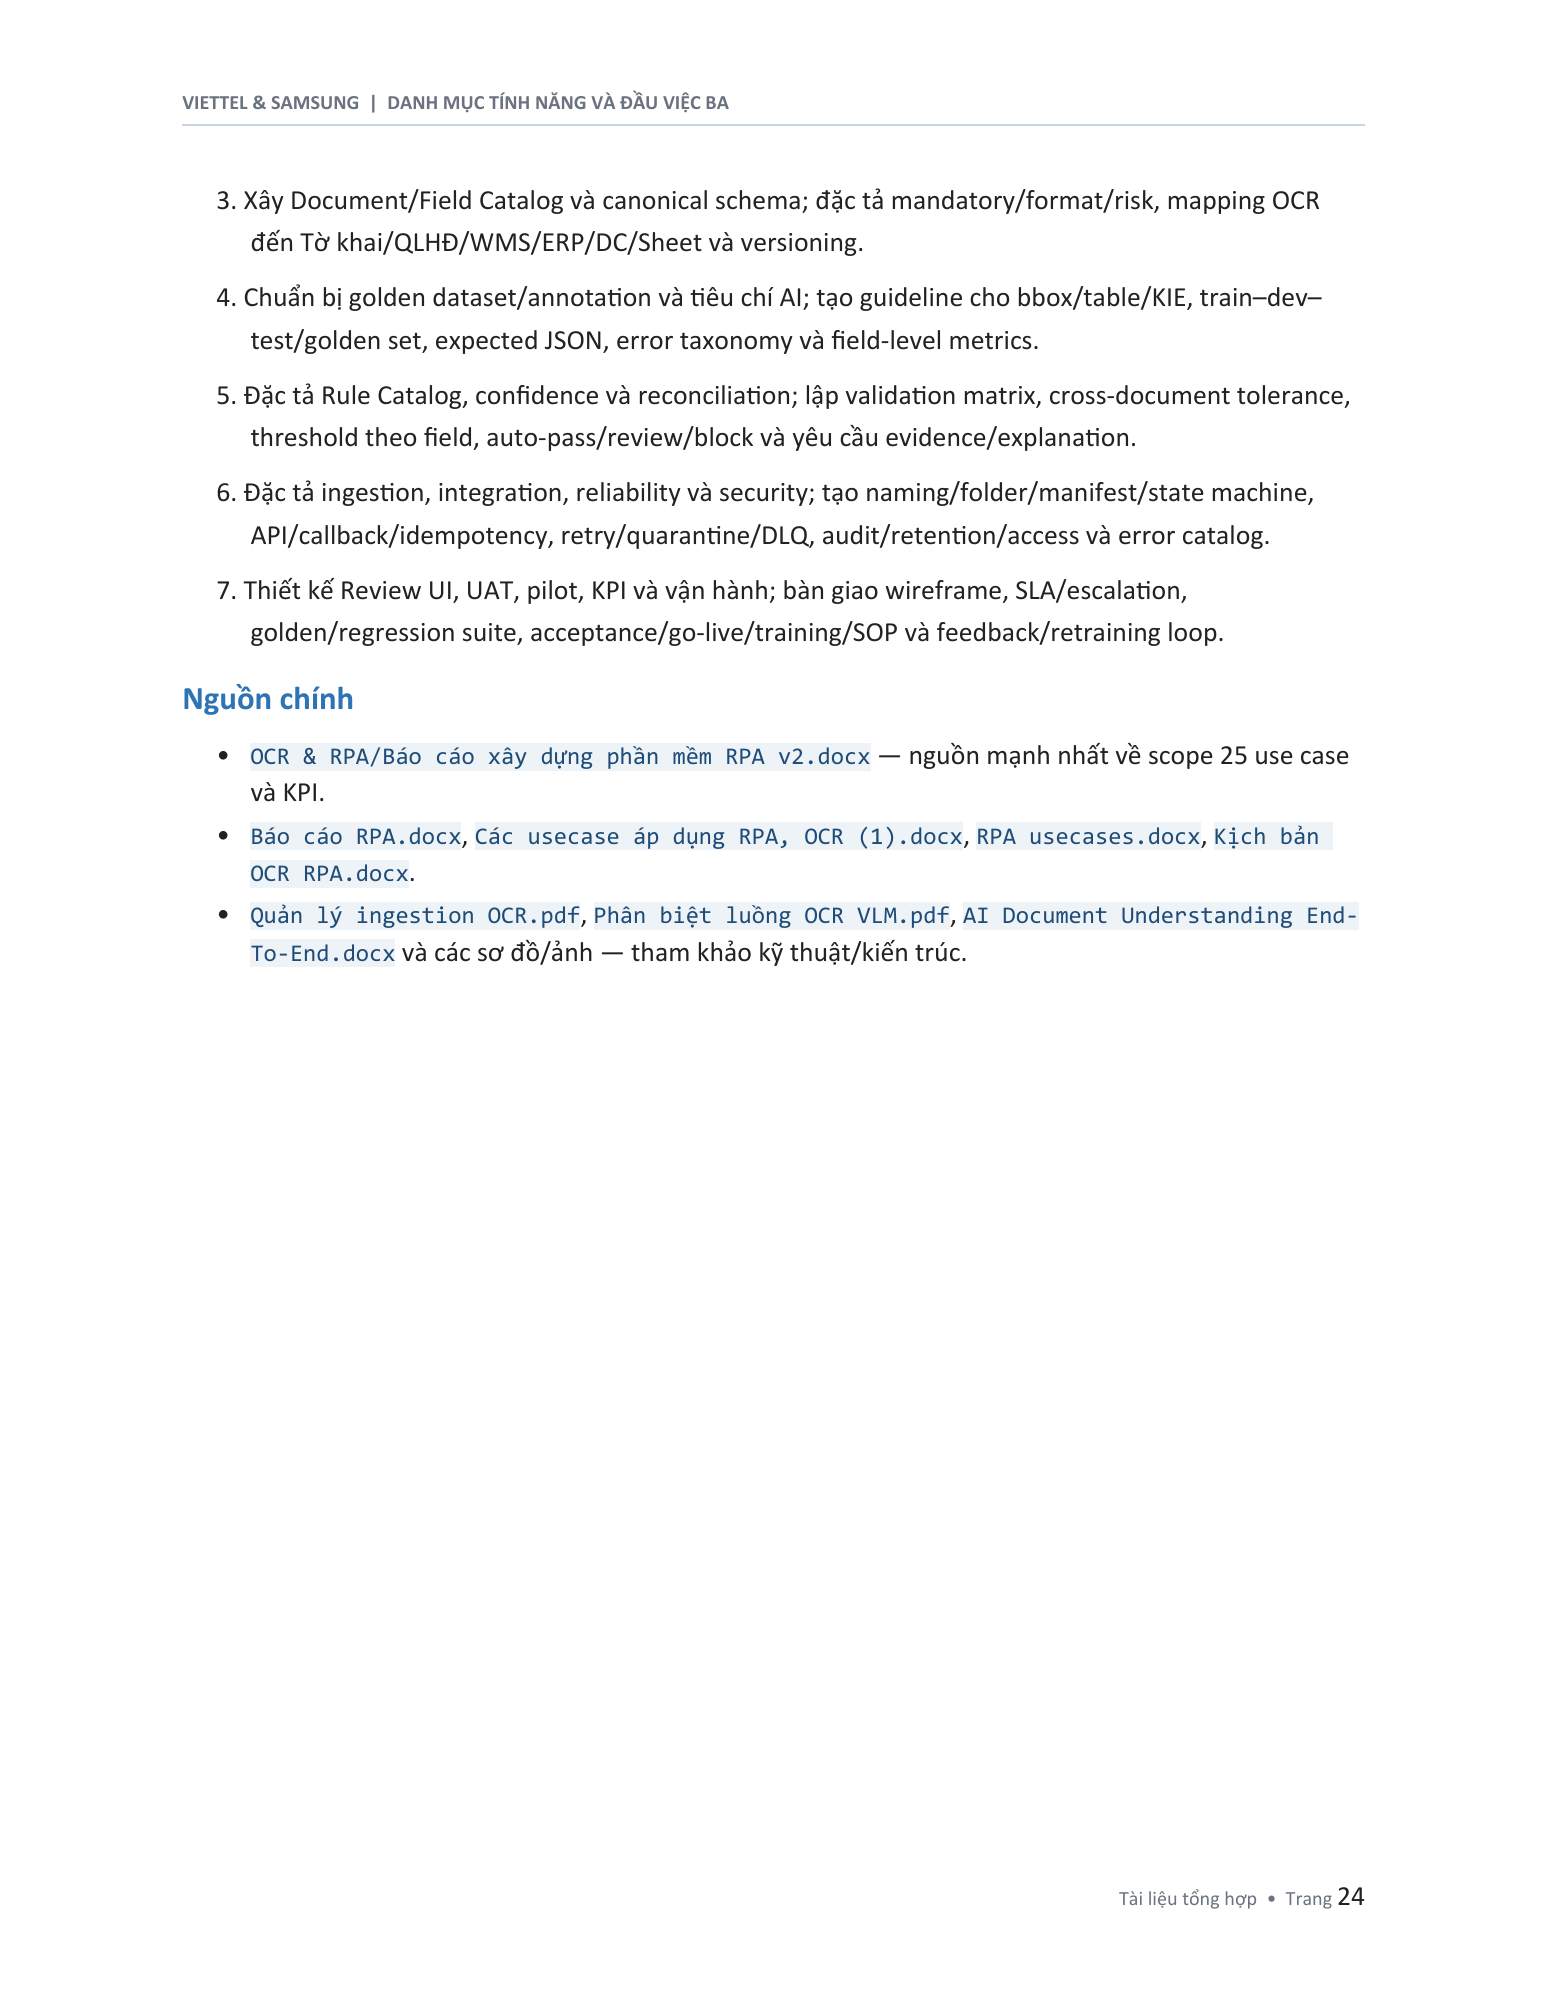 VIETTEL & SAMSUNG | DANH MỤC TÍNH NĂNG VÀ ĐẦU VIỆC BA
3. Xây Document/Field Catalog và canonical schema; đặc tả mandatory/format/risk, mapping OCR
đến Tờ khai/QLHĐ/WMS/ERP/DC/Sheet và versioning.
4. Chuẩn bị golden dataset/annotation và tiêu chí AI; tạo guideline cho bbox/table/KIE, train–dev–
test/golden set, expected JSON, error taxonomy và field-level metrics.
5. Đặc tả Rule Catalog, confidence và reconciliation; lập validation matrix, cross-document tolerance,
threshold theo field, auto-pass/review/block và yêu cầu evidence/explanation.
6. Đặc tả ingestion, integration, reliability và security; tạo naming/folder/manifest/state machine,
API/callback/idempotency, retry/quarantine/DLQ, audit/retention/access và error catalog.
7. Thiết kế Review UI, UAT, pilot, KPI và vận hành; bàn giao wireframe, SLA/escalation,
golden/regression suite, acceptance/go-live/training/SOP và feedback/retraining loop.
Nguồn chính
• OCR & RPA/Báo cáo xây dựng phần mềm RPA v2.docx — nguồn mạnh nhất về scope 25 use case
và KPI.
• Báo cáo RPA.docx, Các usecase áp dụng RPA, OCR (1).docx, RPA usecases.docx, Kịch bản
OCR RPA.docx.
• Quản lý ingestion OCR.pdf, Phân biệt luồng OCR VLM.pdf, AI Document Understanding End-
To-End.docx và các sơ đồ/ảnh — tham khảo kỹ thuật/kiến trúc.
Tài liệu tổng hợp • Trang 24